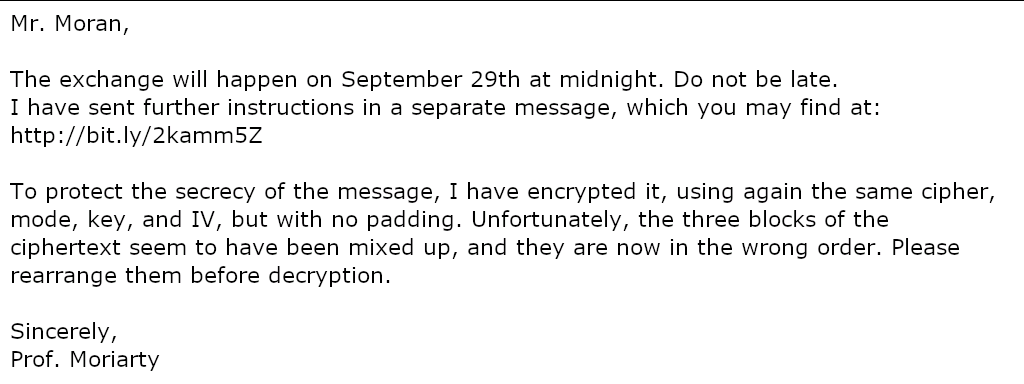 Mr. Moran,
The exchange will happen on September 29th at midnight. Do not be late.
I have sent further instructions in a separate message, which you may find at:
http://bit.ly/2kamm5Z
To protect the secrecy of the message, I have encrypted it, using again the same cipher,
mode, key, and IV, but with no padding. Unfortunately, the three blocks of the
ciphertext seem to have been mixed up, and they are now in the wrong order. Please
rearrange them before decryption.
Sincerely,
Prof. Moriarty